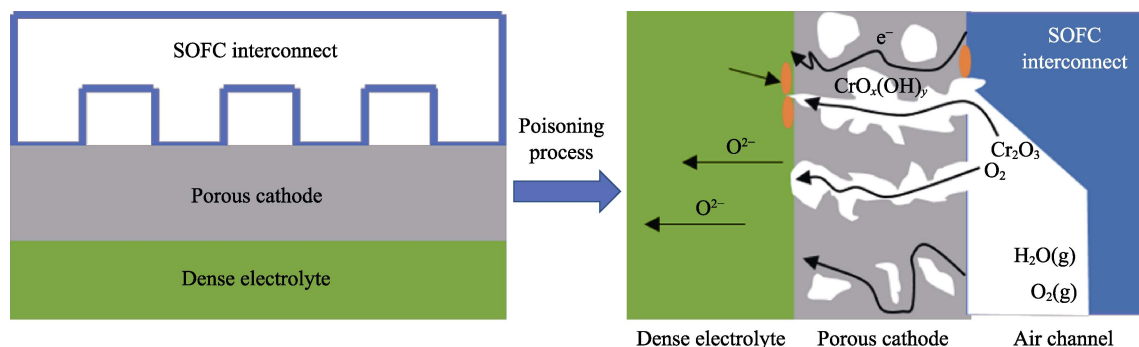 SOFC interconnect
Porous cathode
Dense electrolyte
Poisoning
process
e⁻
SOFC
interconnect
CrOₓ(OH)ᵧ
Cr₂O₃
O²⁻
O₂
O²⁻
H₂O(g)
O₂(g)
Dense electrolyte
Porous cathode
Air channel